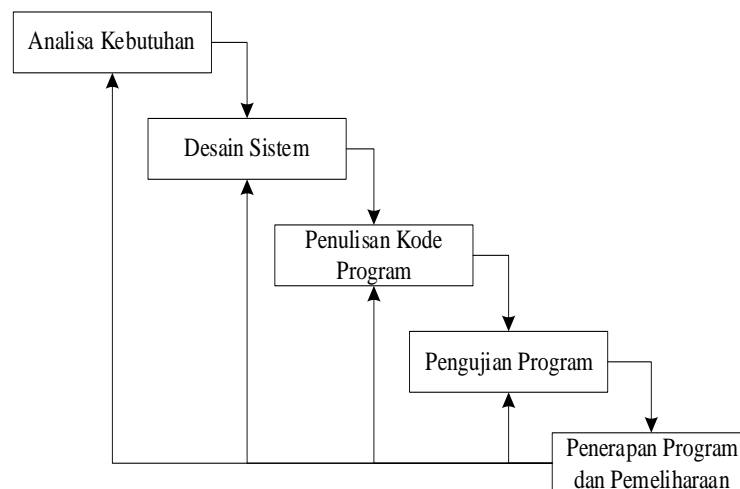 Analisa Kebutuhan
Desain Sistem
Penulisan Kode
Program
Pengujian Program
Penerapan Program
dan Pemeliharaan